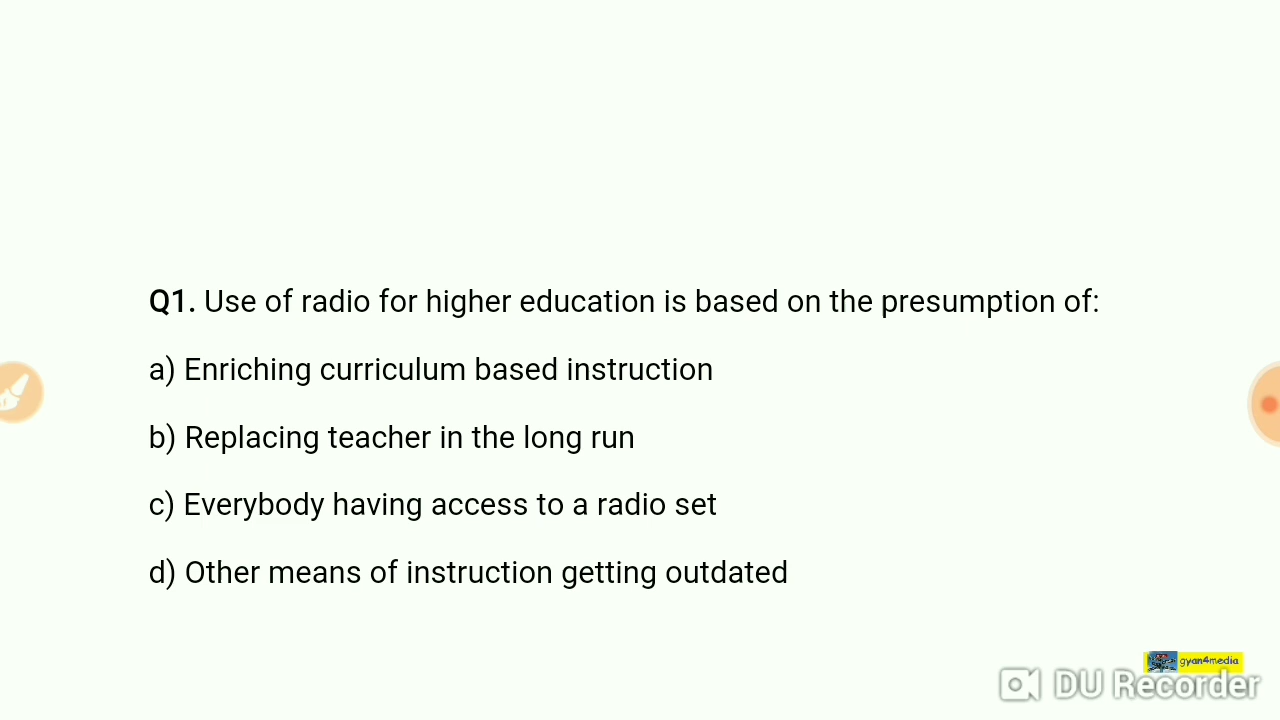 Q1. Use of radio for higher education is based on the presumption of:
a) Enriching curriculum based instruction
b) Replacing teacher in the long run
c) Everybody having access to a radio set
d) Other means of instruction getting outdated
gyan4media
DU Recorder